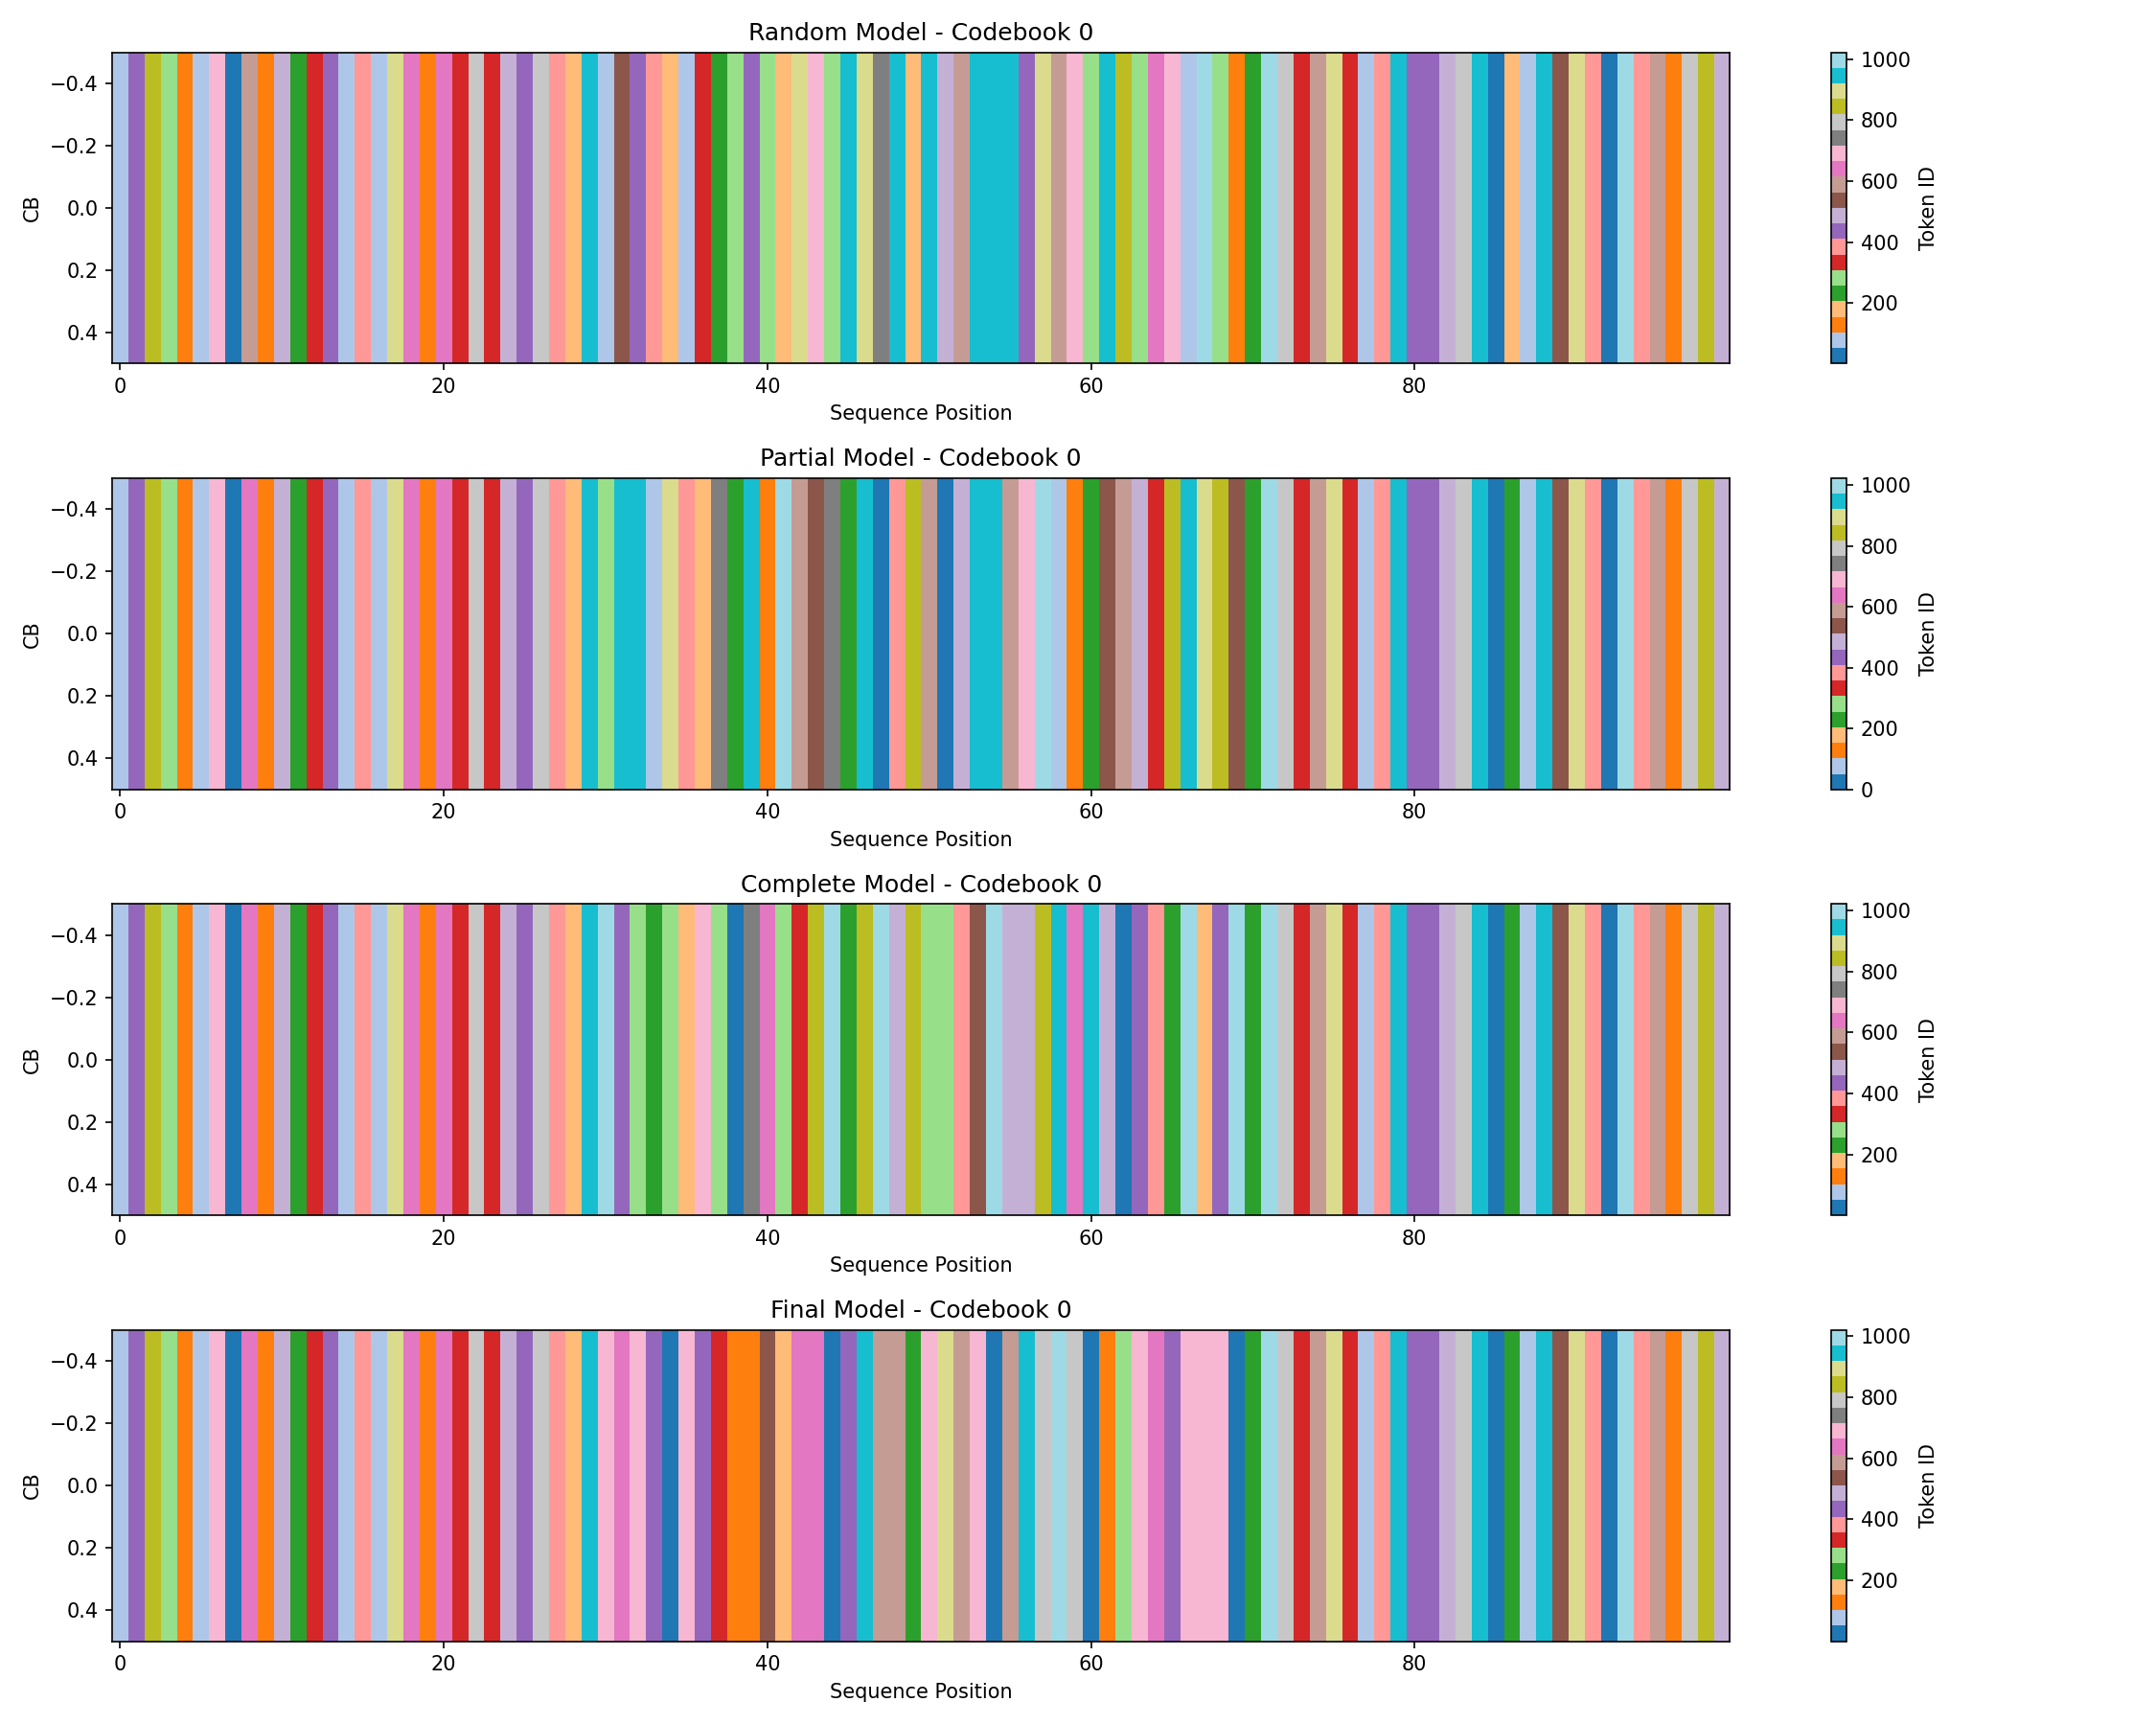 Random Model - Codebook 0
−0.4
−0.2
0.0
0.2
0.4
CB
0 20 40 60 80
Sequence Position
1000
800
600
400
200
Token ID
Partial Model - Codebook 0
−0.4
−0.2
0.0
0.2
0.4
CB
0 20 40 60 80
Sequence Position
1000
800
600
400
200
0
Token ID
Complete Model - Codebook 0
−0.4
−0.2
0.0
0.2
0.4
CB
0 20 40 60 80
Sequence Position
1000
800
600
400
200
Token ID
Final Model - Codebook 0
−0.4
−0.2
0.0
0.2
0.4
CB
0 20 40 60 80
Sequence Position
1000
800
600
400
200
Token ID